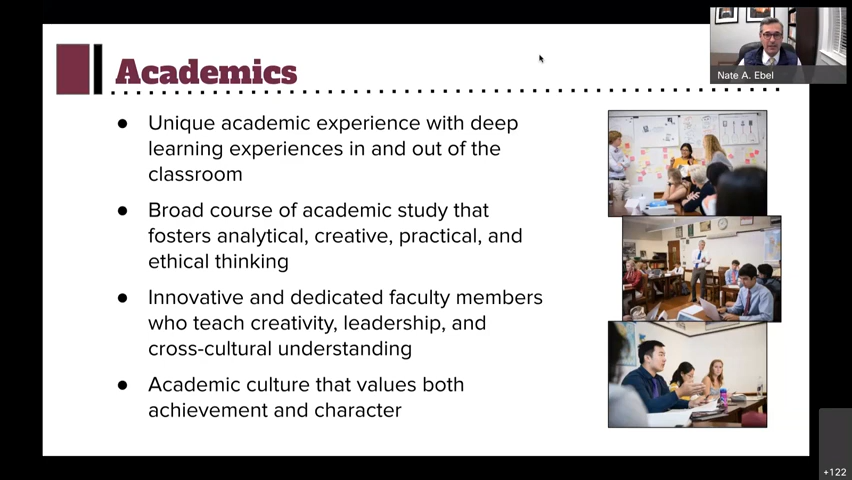 Nate A. Ebel
Academics
● Unique academic experience with deep
learning experiences in and out of the
classroom
● Broad course of academic study that
fosters analytical, creative, practical, and
ethical thinking
● Innovative and dedicated faculty members
who teach creativity, leadership, and
cross-cultural understanding
● Academic culture that values both
achievement and character
+122